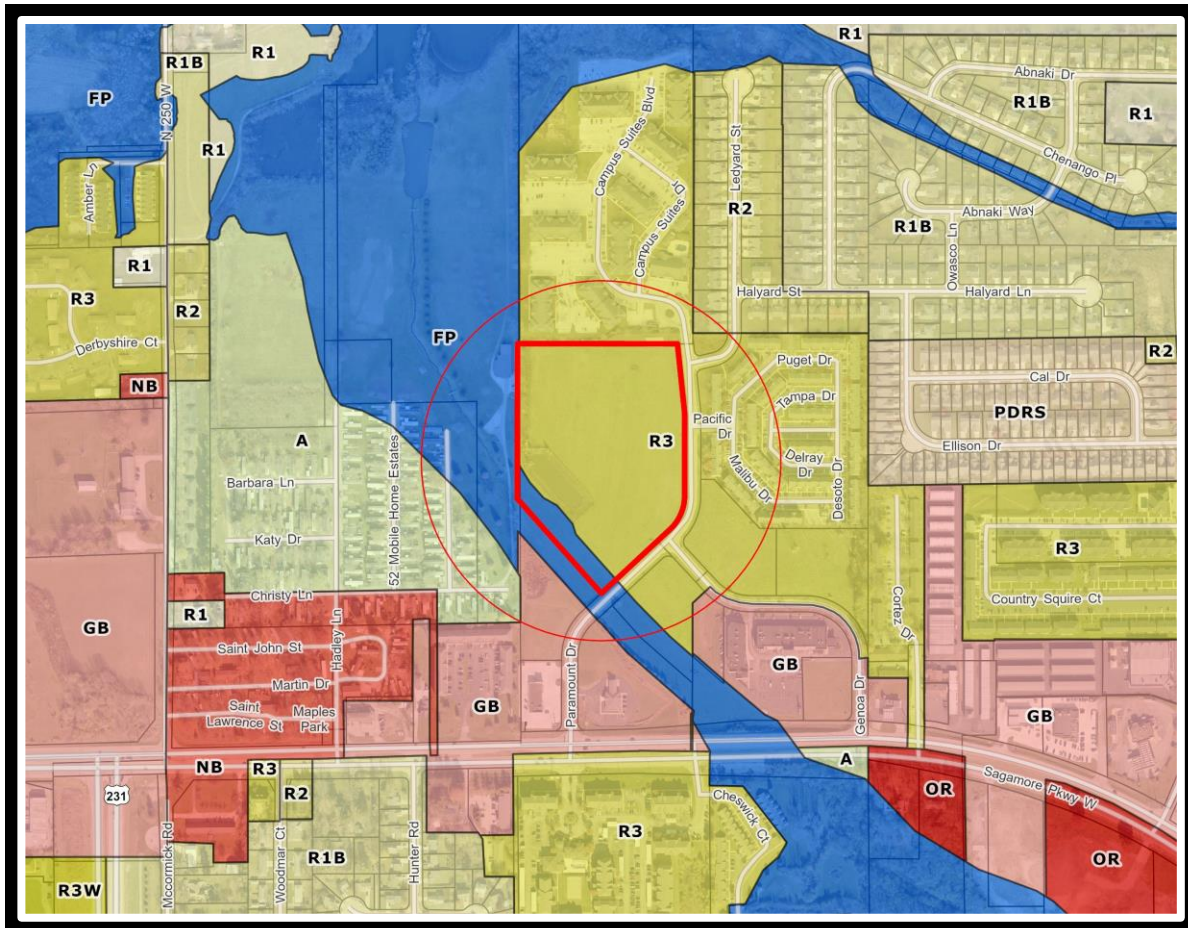 R1
R1
R1B
Abnaki Dr
FP
N 250 W
R1B
R1
Campus Suites Blvd
Ledyard St
Chenango Pl
R1
Amber Ln
Campus Suites Dr
R2
Abnaki Way
R1B
Owasco Ln
R1
R3
R2
Halyard St
Halyard Ln
FP
Derbyshire Ct
Puget Dr
R2
NB
Cal Dr
Tampa Dr
PDRS
Pacific
Dr
A
R3
Ellison Dr
Delray
Dr
Malibu Dr
Desoto Dr
Barbara Ln
52 Mobile Home Estates
Katy Dr
R3
Christy Ln
Cortez Dr
Country Squire Ct
R1
GB
Hadley Ln
Saint John St
GB
Martin Dr
Paramount Dr
Genoa Dr
Saint
Lawrence St
Maples
Park
GB
GB
NB
R3
A
231
R2
OR
Sagamore Pkwy W
Cheswick Ct
Mccormick Rd
Woodmar Ct
R1B
Hunter Rd
R3
OR
R3W